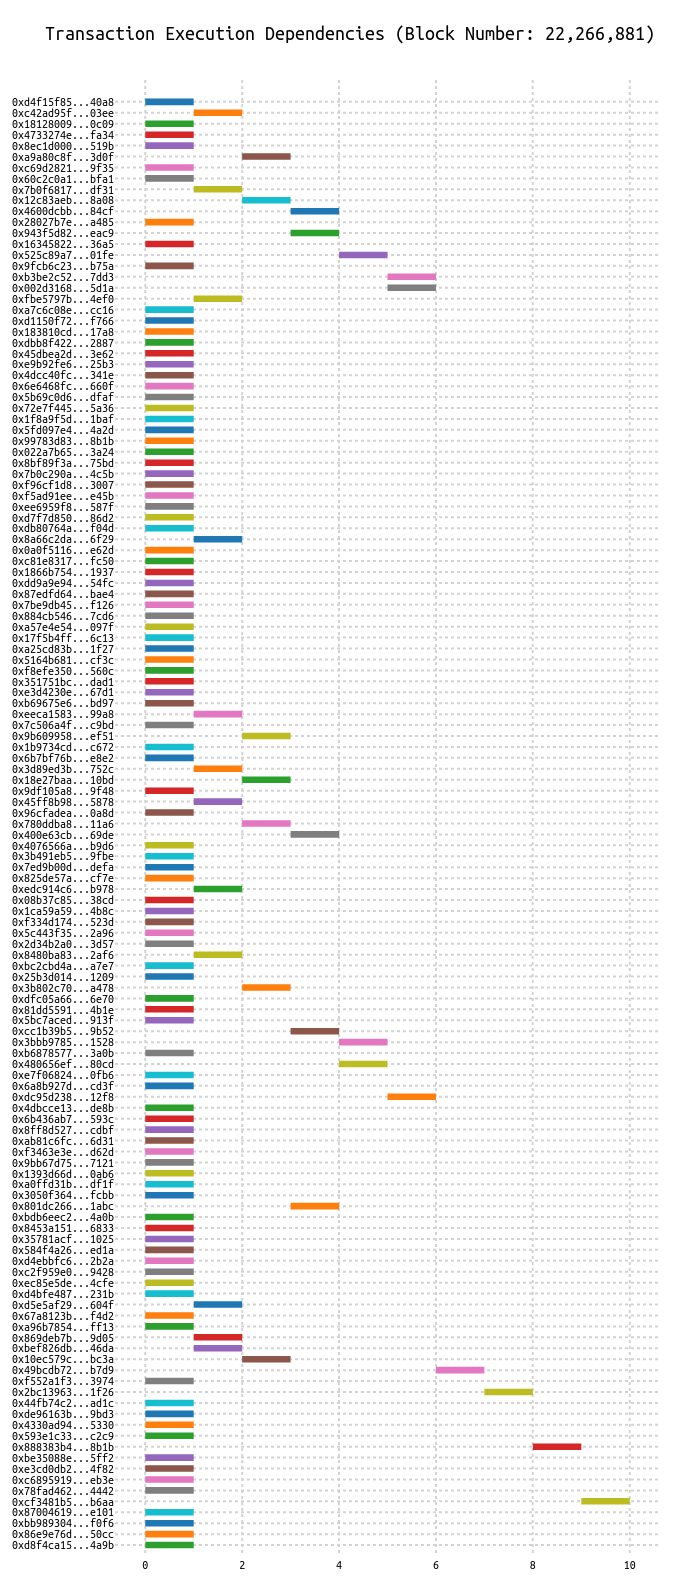 Transaction Execution Dependencies (Block Number: 22,266,881)
0xd4f15f85...40a8
0xc42ad95f...03ee
0x18128009...0c09
0x4733274e...fa34
0x8ec1d000...519b
0xa9a80c8f...3d0f
0xc69d2821...9f35
0x60c2c0a1...bfa1
0x7b0f6817...df31
0x12c83aeb...8a08
0x4600dcbb...84cf
0x28027b7e...a485
0x943f5d82...eac9
0x16345822...36a5
0x525c89a7...01fe
0x9fcb6c23...b75a
0xb3be2c52...7dd3
0x002d3168...5d1a
0xfbe5797b...4ef0
0xa7c6c08e...cc16
0xd1150f72...f766
0x183810cd...17a8
0xdbb8f422...2887
0x45dbea2d...3e62
0xe9b92fe6...25b3
0x4dcc40fc...341e
0x6e6468fc...660f
0x5b69c0d6...dfaf
0x72e7f445...5a36
0x1f8a9f5d...1baf
0x5fd097e4...4a2d
0x99783d83...8b1b
0x022a7b65...3a24
0x8bf89f3a...75bd
0x7b0c290a...4c5b
0xf96cf1d8...3007
0xf5ad91ee...e45b
0xee6959f8...587f
0xd7f7d850...86d2
0xdb80764a...f04d
0x8a66c2da...6f29
0x0a0f5116...e62d
0xc81e8317...fc50
0x1866b754...1937
0xdd9a9e94...54fc
0x87edfd64...bae4
0x7be9db45...f126
0x884cb546...7cd6
0xa57e4e54...097f
0x17f5b4ff...6c13
0xa25cd83b...1f27
0x5164b681...cf3c
0xf8efe350...560c
0x351751bc...dad1
0xe3d4230e...67d1
0xb69675e6...bd97
0xeeca1583...99a8
0x7c506a4f...c9bd
0x9b609958...ef51
0x1b9734cd...c672
0x6b7bf76b...e8e2
0x3d89ed3b...752c
0x18e27baa...10bd
0x9df105a8...9f48
0x45ff8b98...5878
0x96cfadea...0a8d
0x780ddba8...11a6
0x400e63cb...69de
0x4076566a...b9d6
0x3b491eb5...9fbe
0x7ed9b00d...defa
0x825de57a...cf7e
0xedc914c6...b978
0x08b37c85...38cd
0x1ca59a59...4b8c
0xf334d174...523d
0x5c443f35...2a96
0x2d34b2a0...3d57
0x8480ba83...2af6
0xbc2cbd4a...a7e7
0x25b3d014...1209
0x3b802c70...a478
0xdfc05a66...6e70
0x81dd5591...4b1e
0x5bc7aced...913f
0xcc1b39b5...9b52
0x3bbb9785...1528
0xb6878577...3a0b
0x480656ef...80cd
0xe7f06824...0fb6
0x6a8b927d...cd3f
0xdc95d238...12f8
0x4dbcce13...de8b
0x6b436ab7...593c
0x8ff8d527...cdbf
0xab81c6fc...6d31
0xf3463e3e...d62d
0x9bb67d75...7121
0x1393d66d...0ab6
0xa0ffd31b...df1f
0x3050f364...fcbb
0x801dc266...1abc
0xbdb6eec2...4a0b
0x8453a151...6833
0x35781acf...1025
0x584f4a26...ed1a
0xd4ebbfc6...2b2a
0xc2f959e0...9428
0xec85e5de...4cfe
0xd4bfe487...231b
0xd5e5af29...604f
0x67a8123b...f4d2
0xa96b7854...ff13
0x869deb7b...9d05
0xbef826db...46da
0x10ec579c...bc3a
0x49bcdb72...b7d9
0xf552a1f3...3974
0x2bc13963...1f26
0x44fb74c2...ad1c
0xde96163b...9bd3
0x4330ad94...5330
0x593e1c33...c2c9
0x888383b4...8b1b
0xbe35088e...5ff2
0xe3cd0db2...4f82
0xc6895919...eb3e
0x78fad462...4442
0xcf3481b5...b6aa
0x87004619...e101
0xbb989304...f0f6
0x86e9e76d...50cc
0xd8f4ca15...4a9b
0 2 4 6 8 10